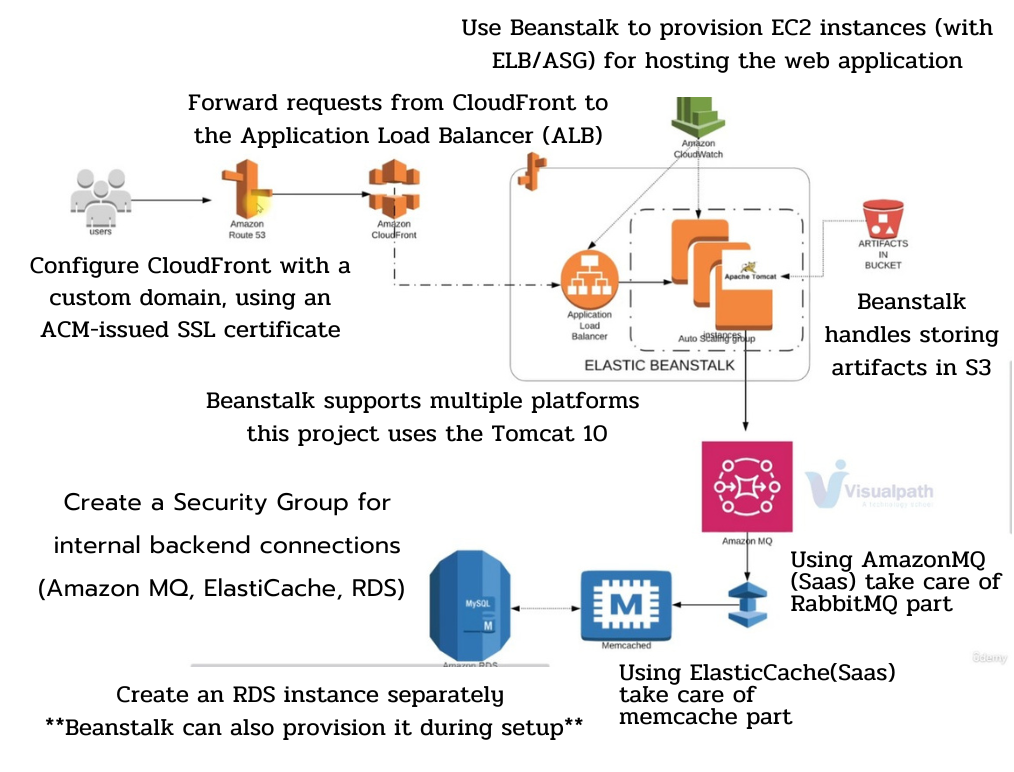 Use Beanstalk to provision EC2 instances (with
ELB/ASG) for hosting the web application
Forward requests from CloudFront to
the Application Load Balancer (ALB)
Amazon
CloudWatch
users
Amazon
Route 53
Amazon
CloudFront
Apache Tomcat
ARTIFACTS
IN
BUCKET
Configure CloudFront with a
custom domain, using an
ACM-issued SSL certificate
Application
Load
Balancer
instances
Auto Scaling group
ELASTIC BEANSTALK
Beanstalk
handles storing
artifacts in S3
Beanstalk supports multiple platforms
this project uses the Tomcat 10
Visualpath
A technology school
Create a Security Group for
internal backend connections
(Amazon MQ, ElastiCache, RDS)
Amazon MQ
Using AmazonMQ
(Saas) take care of
RabbitMQ part
MySQL
M
M
Memcached
Amazon RDS
ûdemy
Using ElasticCache(Saas)
take care of
memcache part
Create an RDS instance separately
**Beanstalk can also provision it during setup**